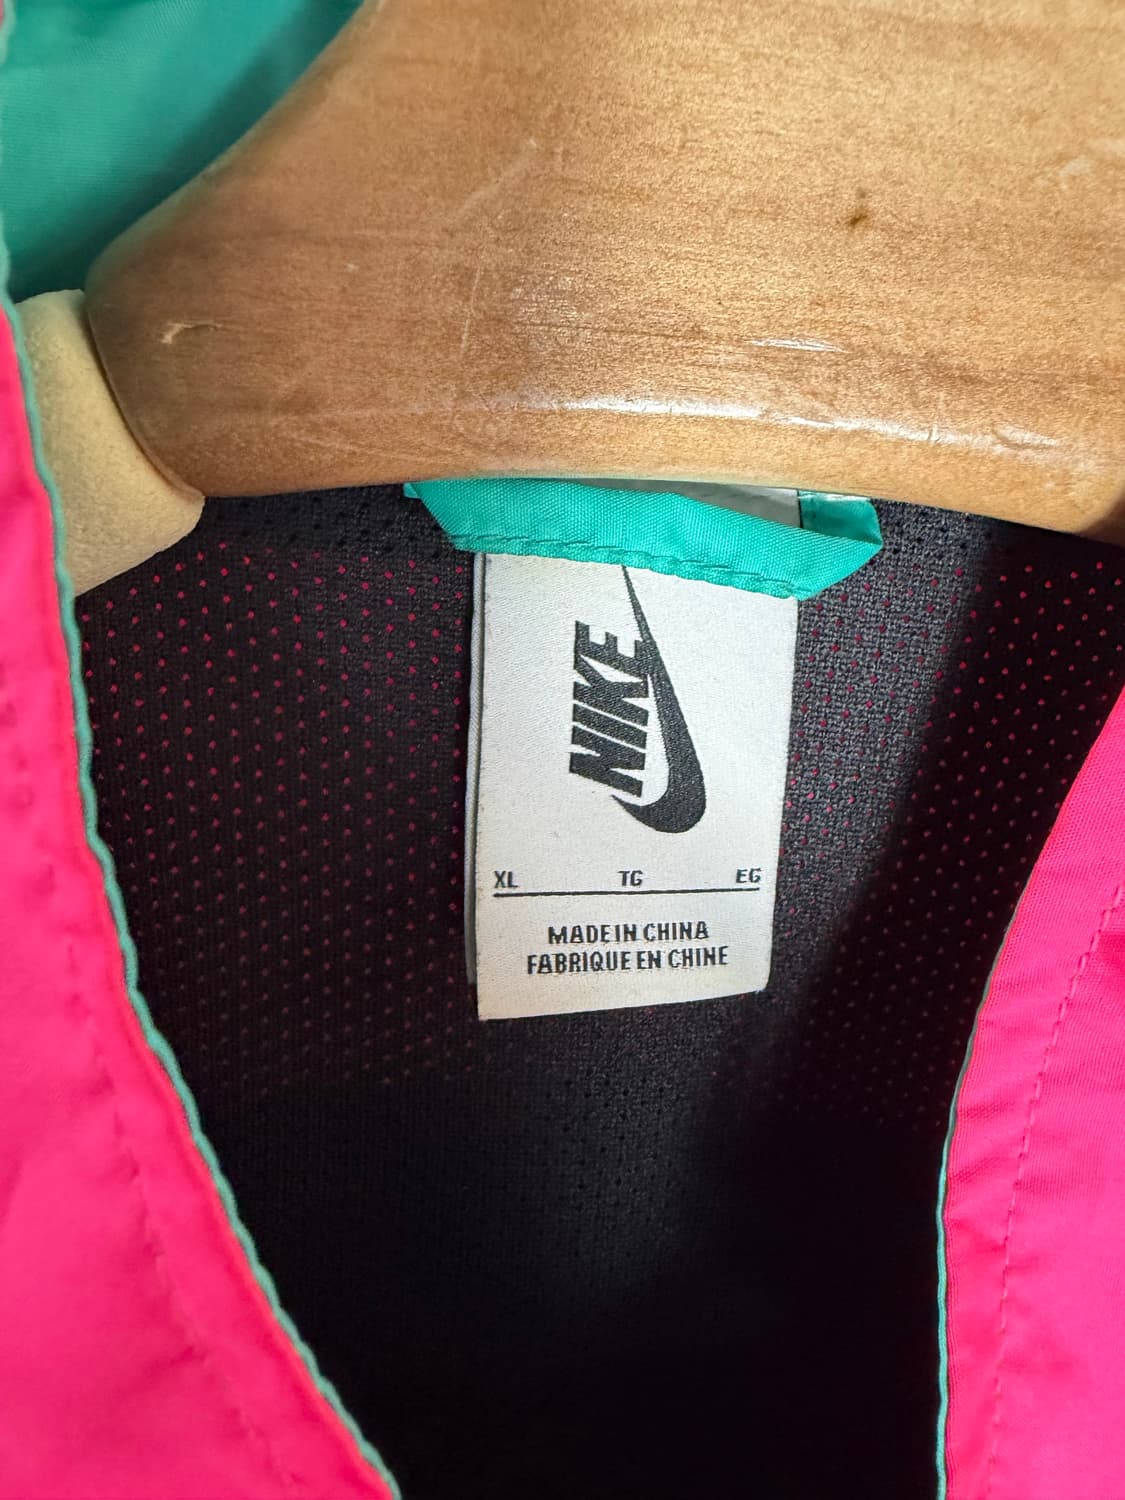 NIKE
XL TG EG
MADE IN CHINA
FABRIQUE EN CHINE